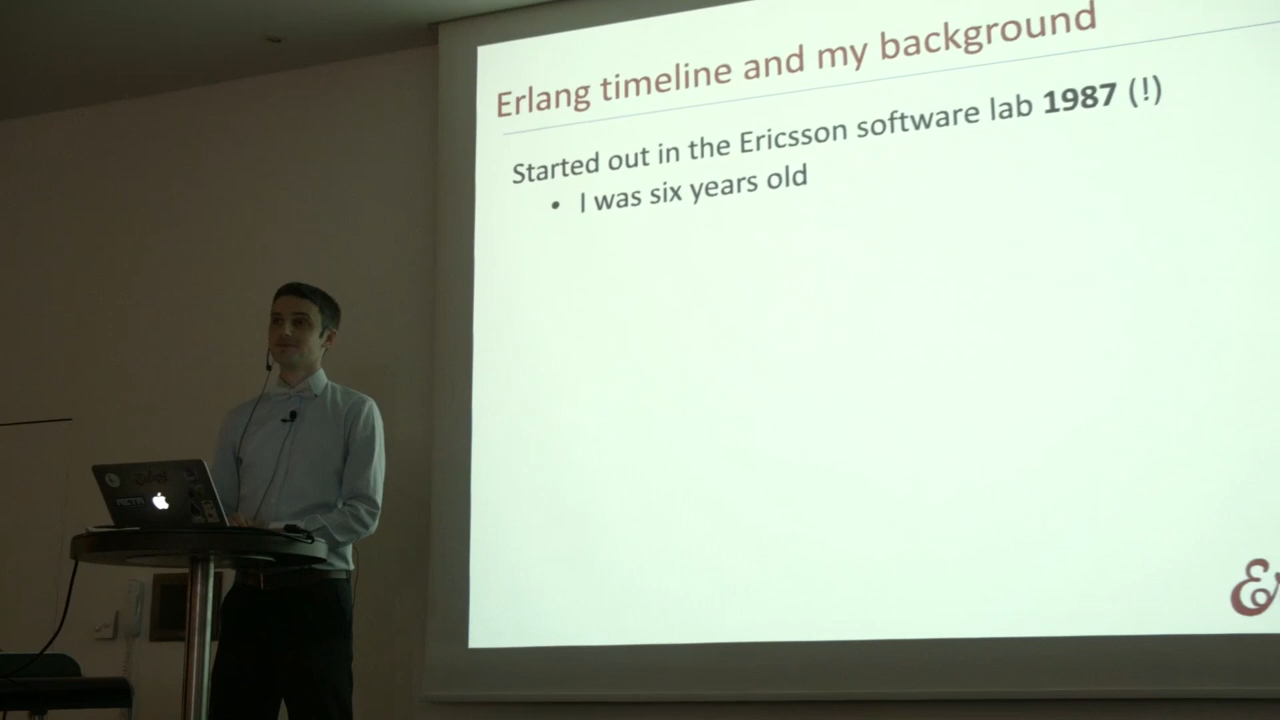 Erlang timeline and my background
Started out in the Ericsson software lab 1987 (!)
• I was six years old